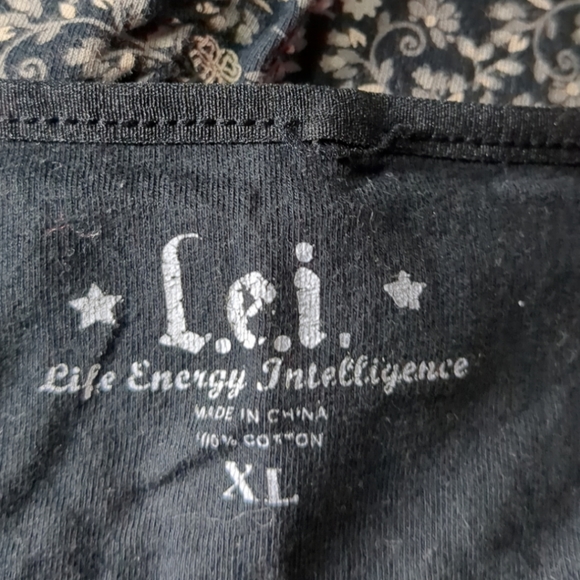 L.e.i.
Life Energy Intelligence
MADE IN CHINA
100% COTTON
XL